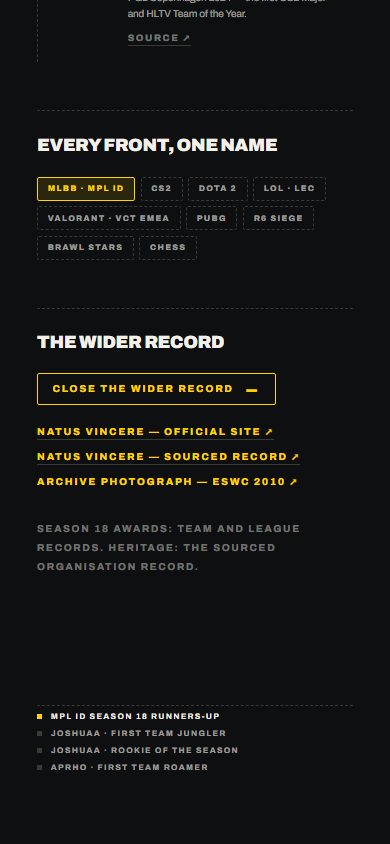 and HLTV Team of the Year.
SOURCE ↗
EVERY FRONT, ONE NAME
MLBB · MPL ID
CS2
DOTA 2
LOL · LEC
VALORANT · VCT EMEA
PUBG
R6 SIEGE
BRAWL STARS
CHESS
THE WIDER RECORD
CLOSE THE WIDER RECORD
NATUS VINCERE — OFFICIAL SITE ↗
NATUS VINCERE — SOURCED RECORD ↗
ARCHIVE PHOTOGRAPH — ESWC 2010 ↗
SEASON 18 AWARDS: TEAM AND LEAGUE
RECORDS. HERITAGE: THE SOURCED
ORGANISATION RECORD.
MPL ID SEASON 18 RUNNERS-UP
JOSHUAA · FIRST TEAM JUNGLER
JOSHUAA · ROOKIE OF THE SEASON
APRHO · FIRST TEAM ROAMER